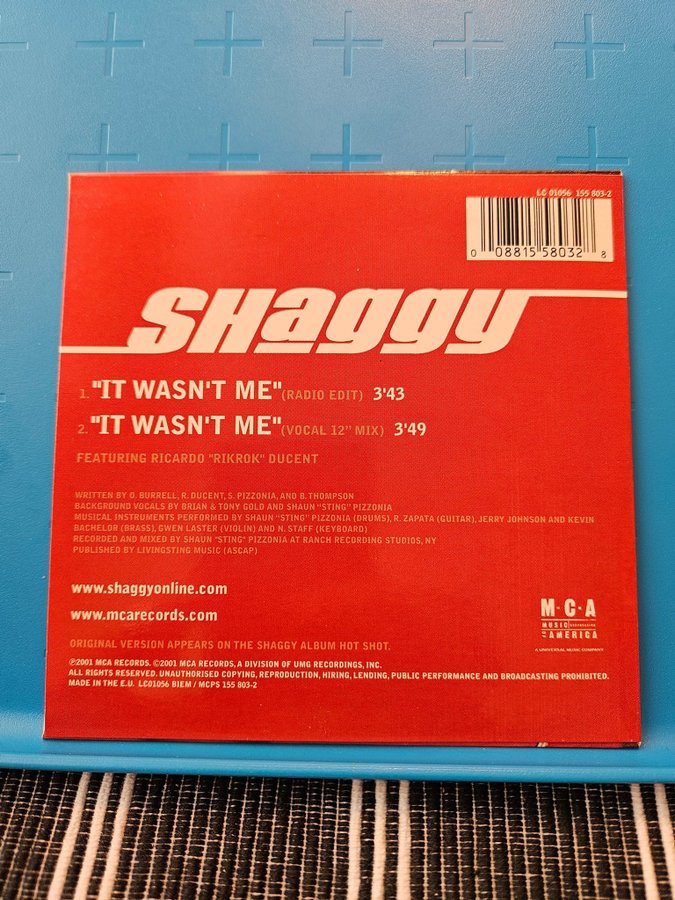 LC 01056 155 803-2
0 08815 58032 8
SHaggy
1. "IT WASN'T ME" (RADIO EDIT) 3'43
2. "IT WASN'T ME" (VOCAL 12" MIX) 3'49
FEATURING RICARDO "RIKROK" DUCENT
WRITTEN BY O. BURRELL, R. DUCENT, S. PIZZONIA, AND B. THOMPSON
BACKGROUND VOCALS BY BRIAN & TONY GOLD AND SHAUN "STING" PIZZONIA
MUSICAL INSTRUMENTS PERFORMED BY SHAUN "STING" PIZZONIA (DRUMS), R. ZAPATA (GUITAR), JERRY JOHNSON AND KEVIN
BACHELOR (BRASS), GWEN LASTER (VIOLIN) AND N. STAFF (KEYBOARD)
RECORDED AND MIXED BY SHAUN "STING" PIZZONIA AT RANCH RECORDING STUDIOS, NY
PUBLISHED BY LIVINGSTING MUSIC (ASCAP)
www.shaggyonline.com
www.mcarecords.com
M·C·A
MUSIC
AMERICA
A UNIVERSAL MUSIC COMPANY
ORIGINAL VERSION APPEARS ON THE SHAGGY ALBUM HOT SHOT.
℗2001 MCA RECORDS. ©2001 MCA RECORDS, A DIVISION OF UMG RECORDINGS, INC.
ALL RIGHTS RESERVED. UNAUTHORISED COPYING, REPRODUCTION, HIRING, LENDING, PUBLIC PERFORMANCE AND BROADCASTING PROHIBITED.
MADE IN THE E.U. LC01056 BIEM / MCPS 155 803-2